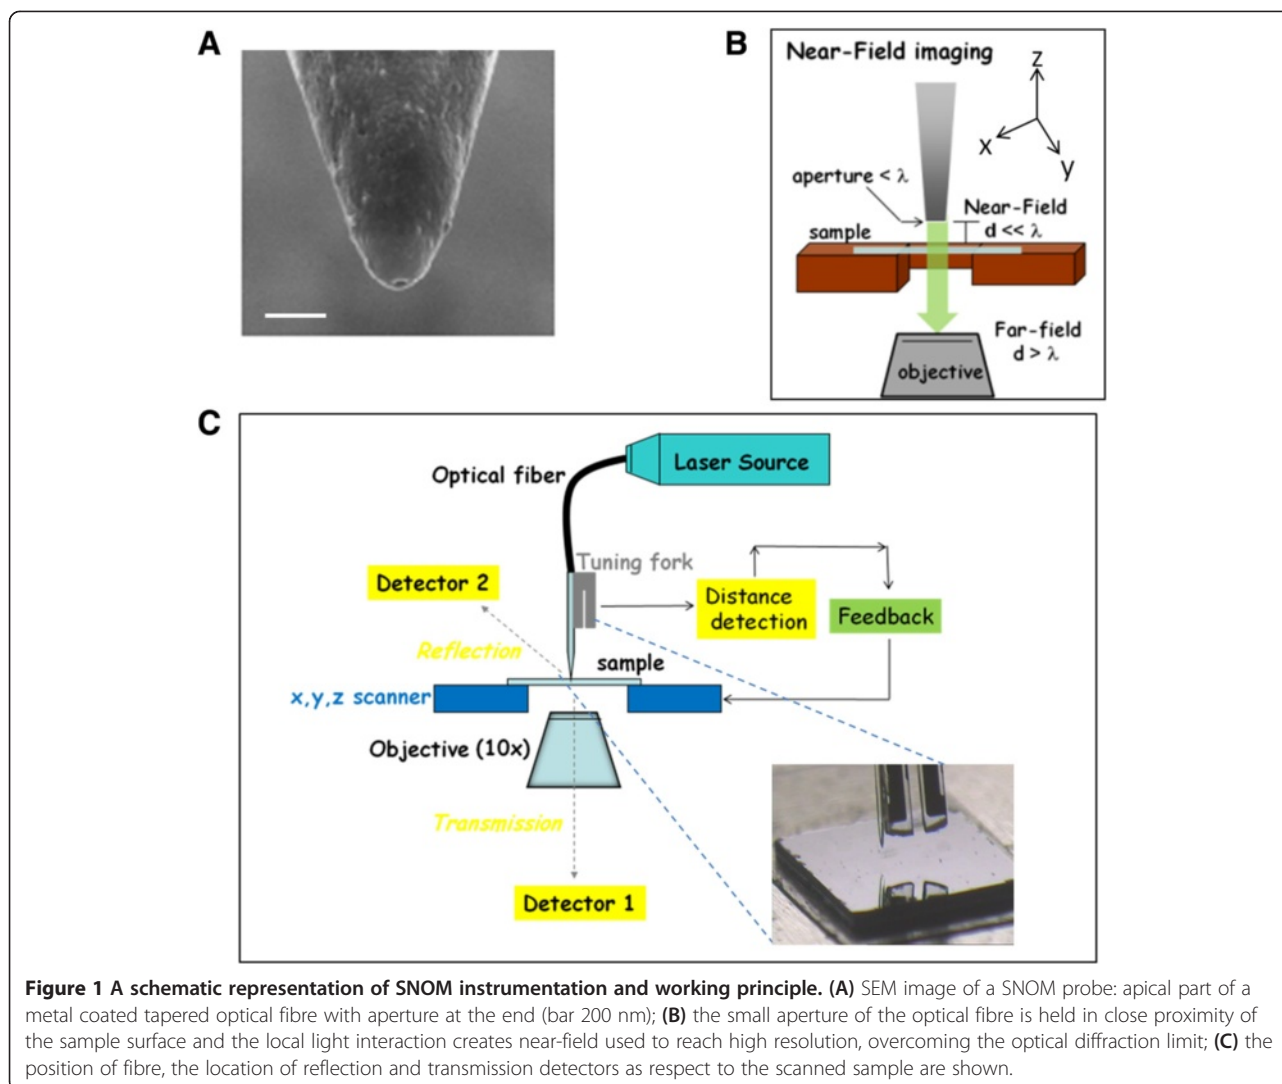 A
B
Near-Field imaging
z
x
y
aperture < λ
Near-Field
d << λ
sample
Far-field
d > λ
objective
C
Laser Source
Optical fiber
Tuning fork
Detector 2
Distance
detection
Feedback
Reflection
sample
x,y,z scanner
Objective (10x)
Transmission
Detector 1
Figure 1 A schematic representation of SNOM instrumentation and working principle. (A) SEM image of a SNOM probe: apical part of a
metal coated tapered optical fibre with aperture at the end (bar 200 nm); (B) the small aperture of the optical fibre is held in close proximity of
the sample surface and the local light interaction creates near-field used to reach high resolution, overcoming the optical diffraction limit; (C) the
position of fibre, the location of reflection and transmission detectors as respect to the scanned sample are shown.